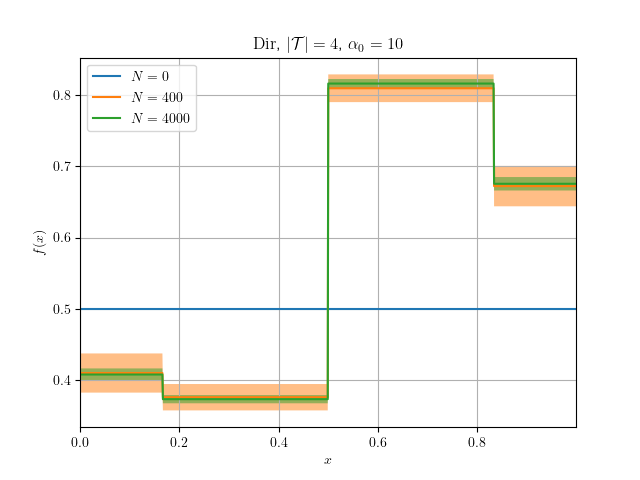 Dir, |𝒯| = 4, α₀ = 10
N = 0
N = 400
N = 4000
f(x)
0.8
0.7
0.6
0.5
0.4
0.0 0.2 0.4 0.6 0.8
x